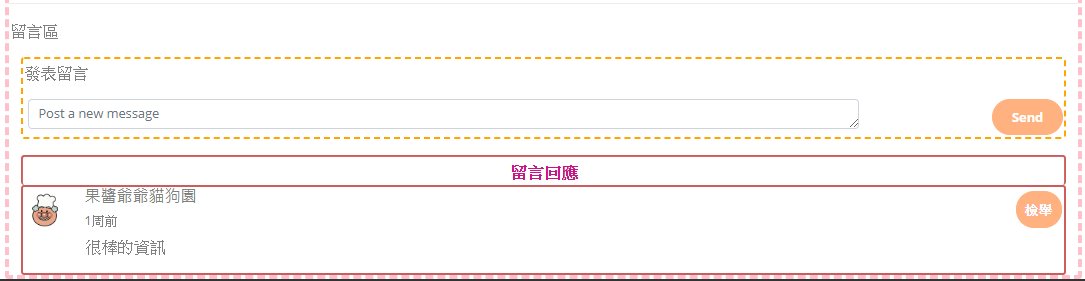 留言區
發表留言
Post a new message
Send
留言回應
果醬爺爺貓狗園
檢舉
1周前
很棒的資訊